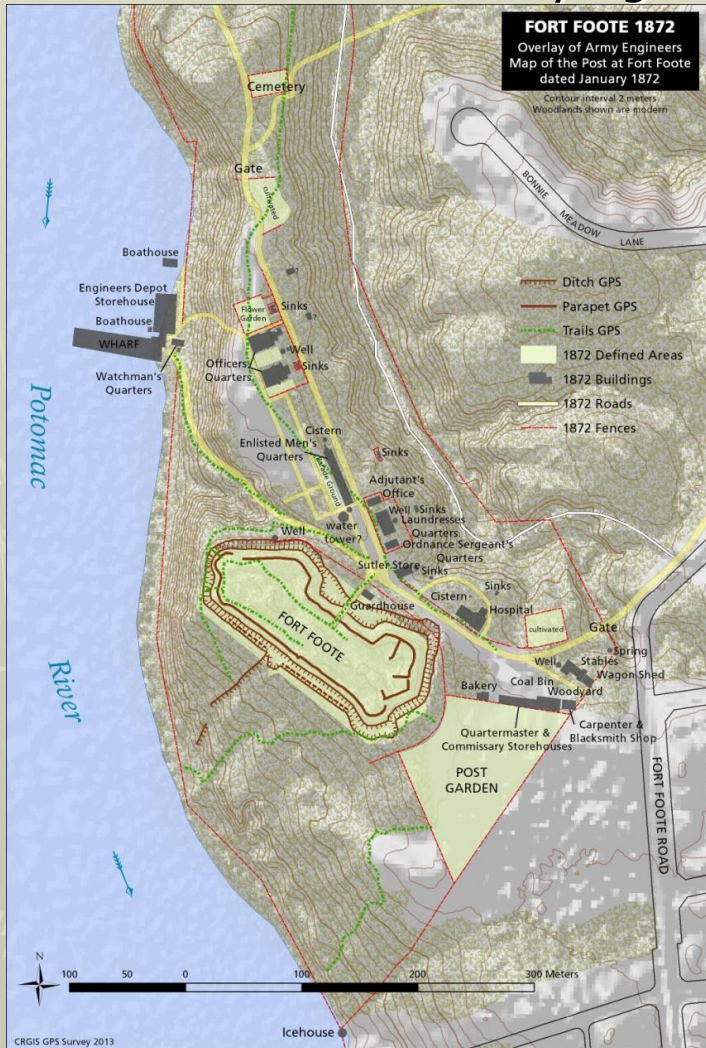 FORT FOOTE 1872
Overlay of Army Engineers
Map of the Post at Fort Foote
dated January 1872
Contour interval 2 meters
Woodlands shown are modern
Cemetery
BONNIE MEADOW LANE
Gate
cultivated
Boathouse
Engineers Depot
Storehouse
Boathouse
WHARF
Watchman's
Quarters
Flower
Garden
Sinks
Well
Officers
Quarters
Sinks
Ditch GPS
Parapet GPS
Trails GPS
1872 Defined Areas
1872 Buildings
1872 Roads
1872 Fences
Potomac
River
Cistern
Enlisted Men's
Quarters
Parade Ground
Sinks
Adjutant's
Office
Well
Sinks
Laundresses
Quarters
Ordnance Sergeant's
Quarters
water
tower?
Well
Sutler Store
Sinks
Guardhouse
FORT FOOTE
Cistern
Sinks
Hospital
cultivated
Gate
Spring
Well
Stables
Wagon Shed
Coal Bin
Woodyard
Bakery
Quartermaster &
Commissary Storehouses
Carpenter &
Blacksmith Shop
POST
GARDEN
FORT FOOTE ROAD
N
100 50 0 100 200 300 Meters
Icehouse
CRGIS GPS Survey 2013